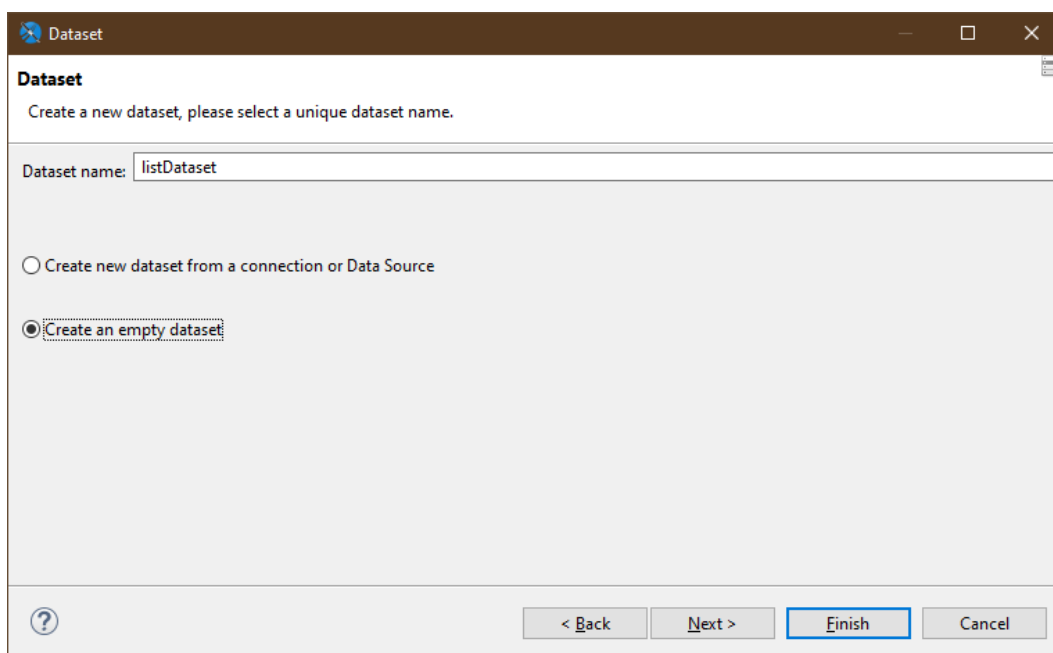 Dataset
Dataset
Create a new dataset, please select a unique dataset name.
Dataset name: listDataset
Create new dataset from a connection or Data Source
Create an empty dataset
? < Back Next > Finish Cancel